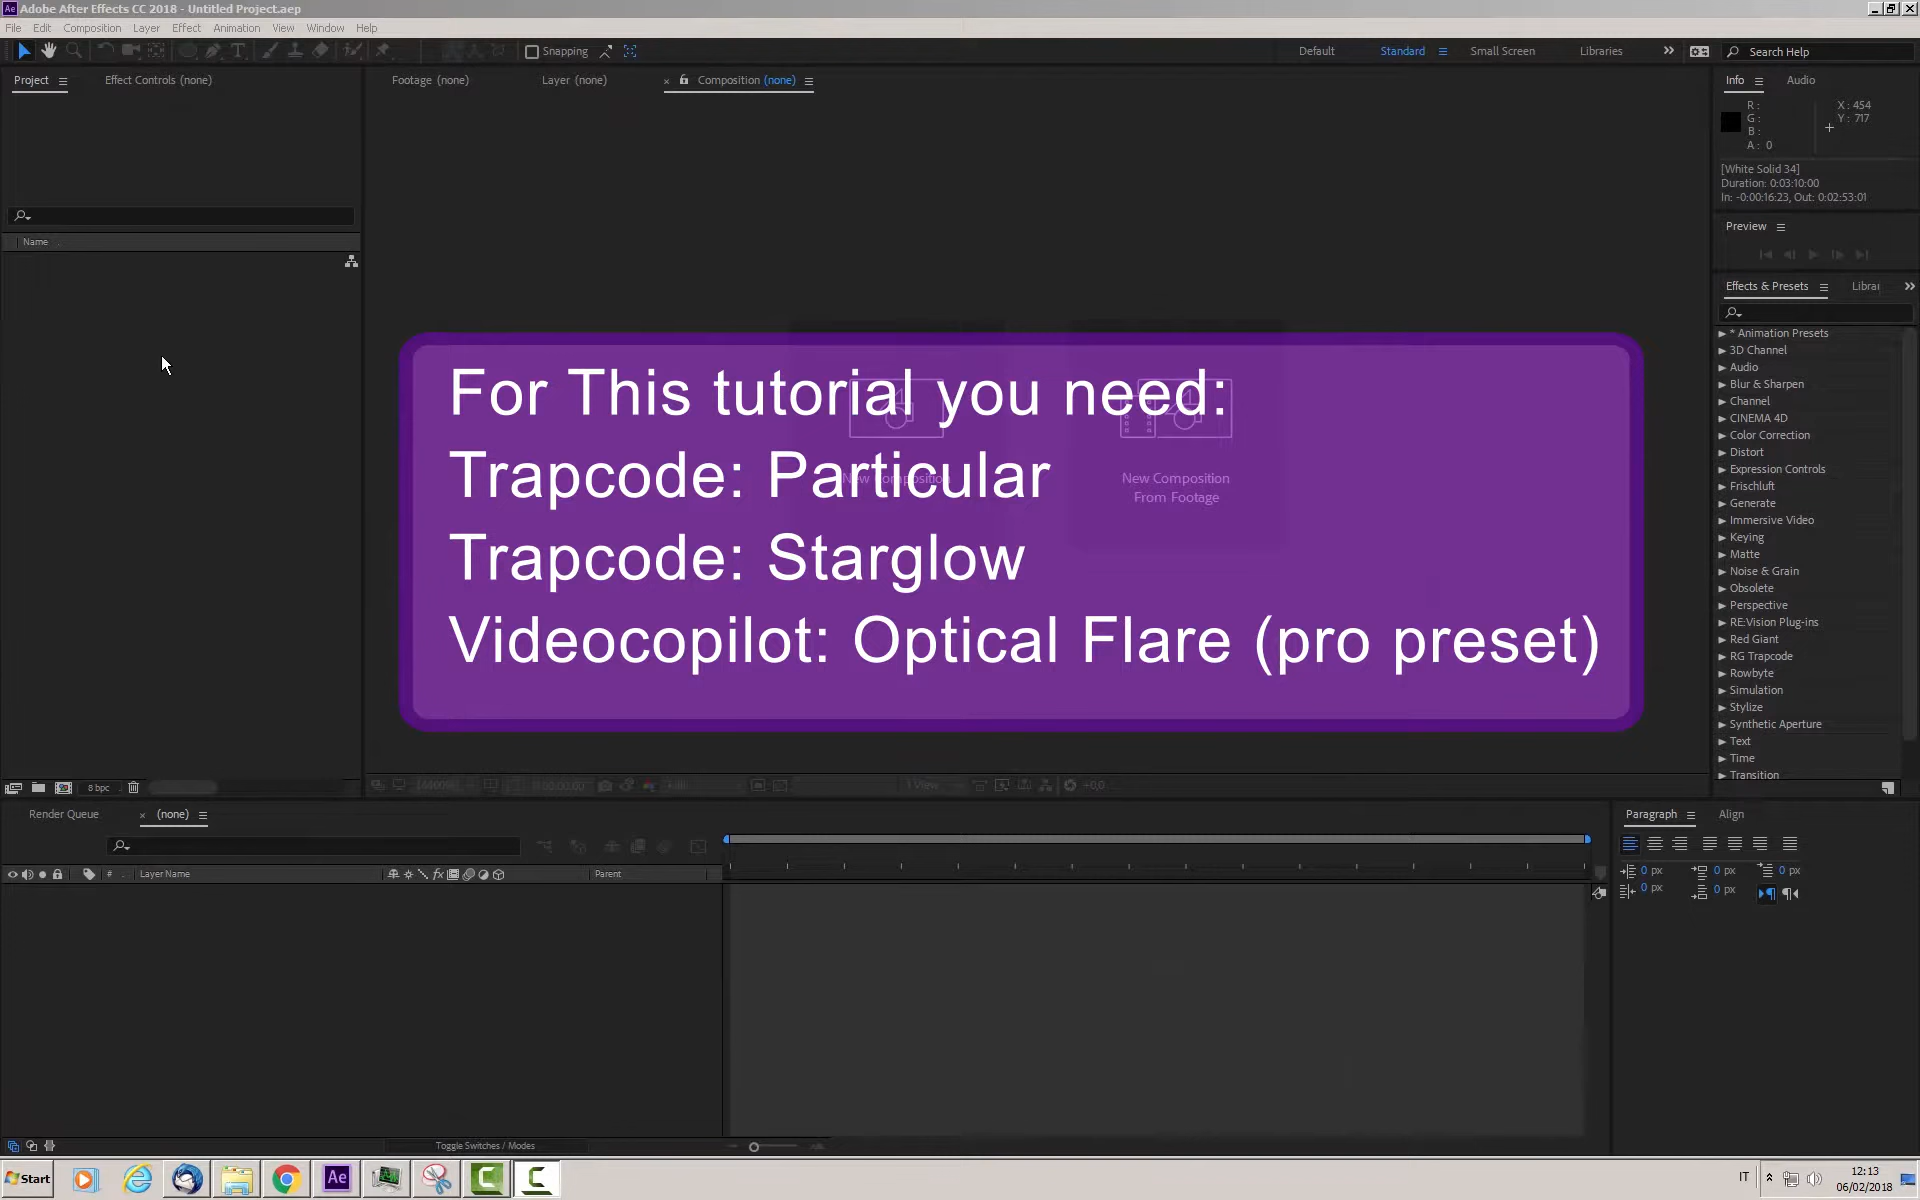 Adobe After Effects CC 2018 - Untitled Project.aep
File Edit Composition Layer Effect Animation View Window Help
Snapping
Default Standard Small Screen Libraries Search Help
Project Effect Controls (none)
Footage (none) Layer (none) Composition (none)
Info Audio
R :
G :
B :
A : 0
X : 454
Y : 717
[White Solid 34]
Duration: 0:03:10:00
In: -0:00:16:23, Out: 0:02:53:01
Preview
Effects & Presets Librar
Name
* Animation Presets
3D Channel
Audio
Blur & Sharpen
Channel
CINEMA 4D
Color Correction
Distort
Expression Controls
Frischluft
Generate
Immersive Video
Keying
Matte
Noise & Grain
Obsolete
Perspective
RE:Vision Plug-ins
Red Giant
RG Trapcode
Rowbyte
Simulation
Stylize
Synthetic Aperture
Text
Time
Transition
For This tutorial you need:
Trapcode: Particular
Trapcode: Starglow
Videocopilot: Optical Flare (pro preset)
New Composition
New Composition
From Footage
8 bpc
1 View
+0,0
Render Queue (none)
# Layer Name Parent
Paragraph Align
0 px 0 px 0 px
0 px 0 px
Toggle Switches / Modes
Start
IT
12:13
06/02/2018